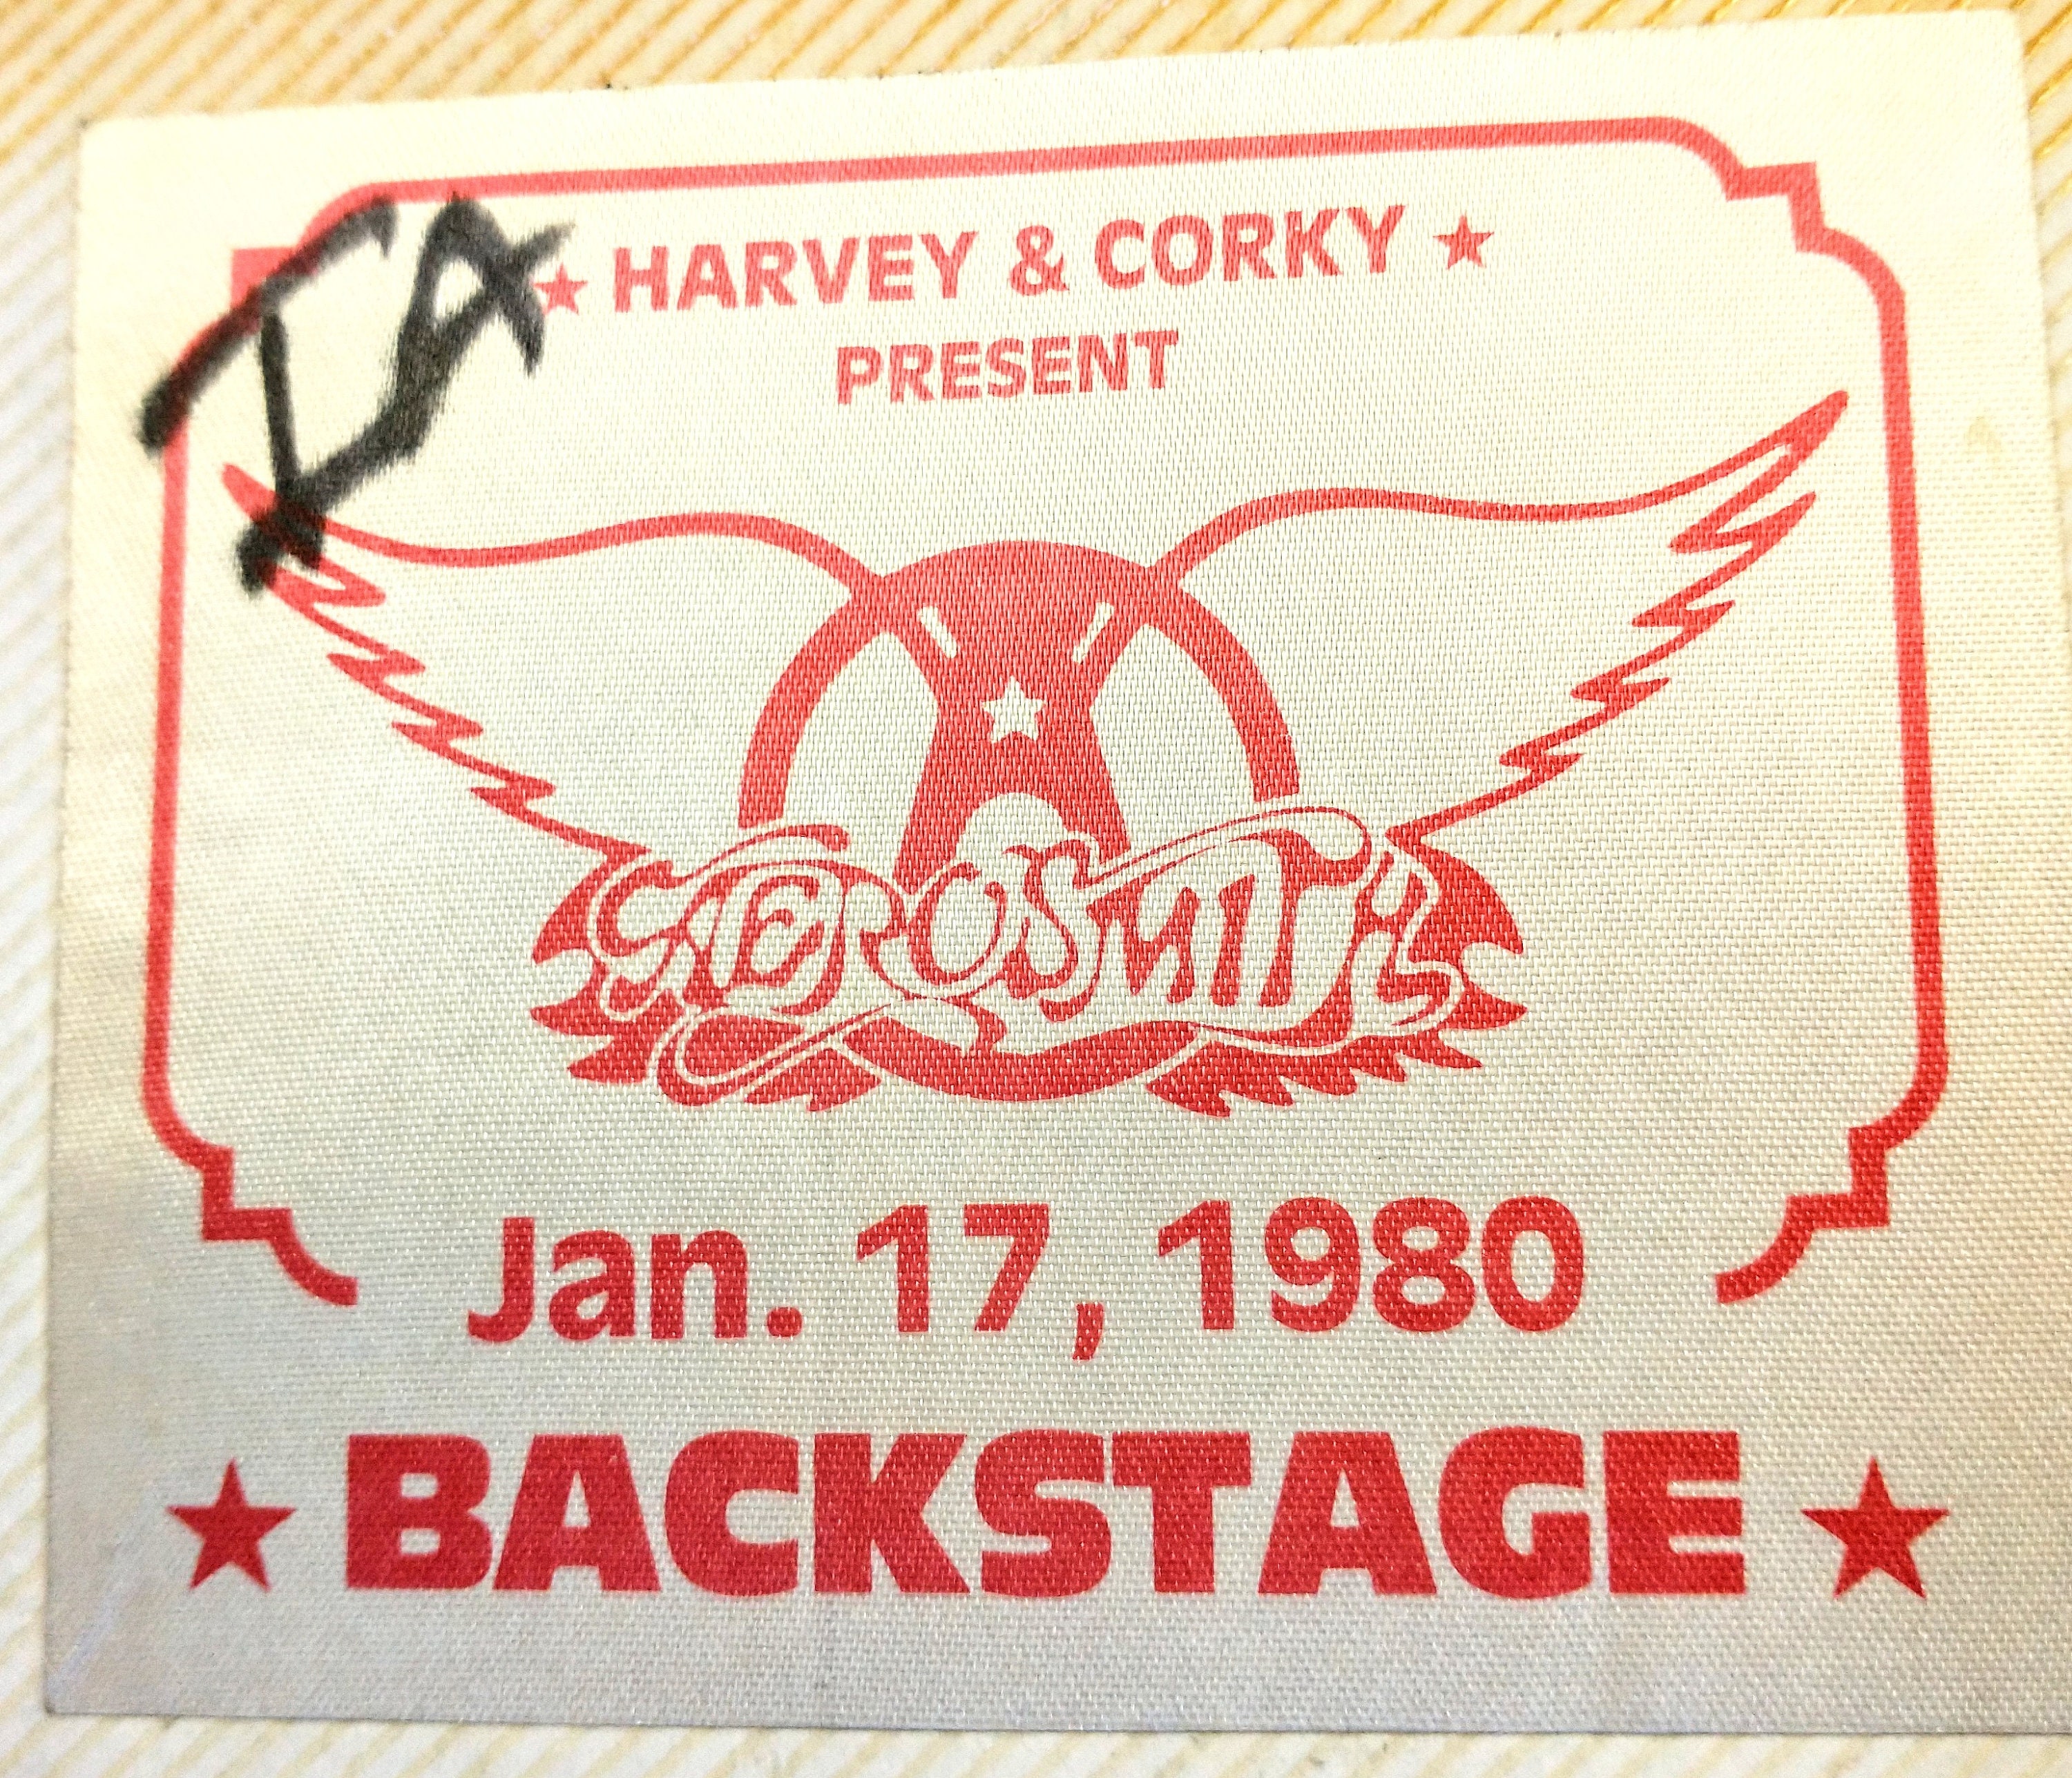 ★ HARVEY & CORKY ★
PRESENT
AEROSMITH
Jan. 17, 1980
★ BACKSTAGE ★